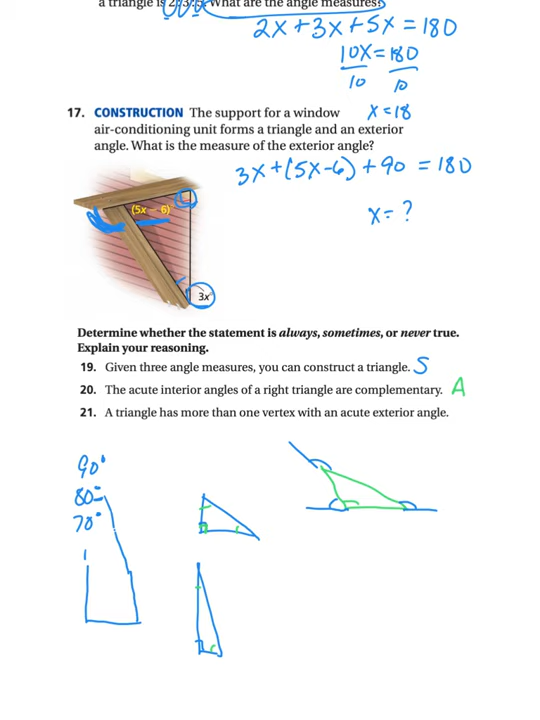 a triangle is 2:3:5. What are the angle measures?
2x+3x+5x=180
10x=180
10 10
x=18
17. CONSTRUCTION The support for a window
air-conditioning unit forms a triangle and an exterior
angle. What is the measure of the exterior angle?
3x+(5x-6)+90=180
x=?
(5x − 6)
3x
Determine whether the statement is always, sometimes, or never true.
Explain your reasoning.
19. Given three angle measures, you can construct a triangle. S
20. The acute interior angles of a right triangle are complementary. A
21. A triangle has more than one vertex with an acute exterior angle.
90°
80°
70°